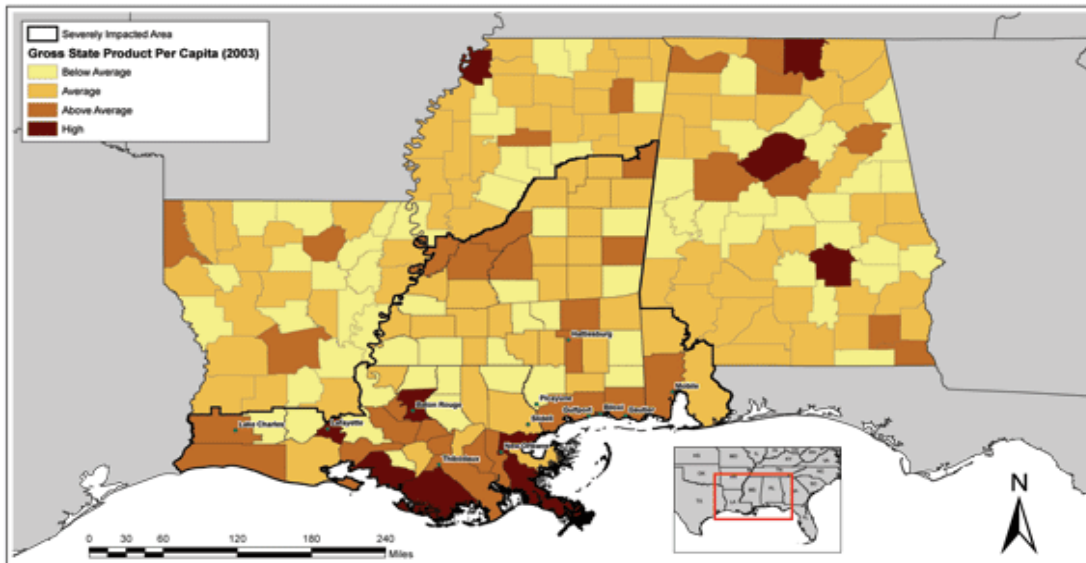 Severely Impacted Area
Gross State Product Per Capita (2003)
Below Average
Average
Above Average
High
Hattiesburg
Mobile
Picayune
Gulfport
Biloxi
Gautier
Baton Rouge
Slidell
Lake Charles
Lafayette
New Orleans
Thibodaux
0 30 60 120 180 240
Miles
N